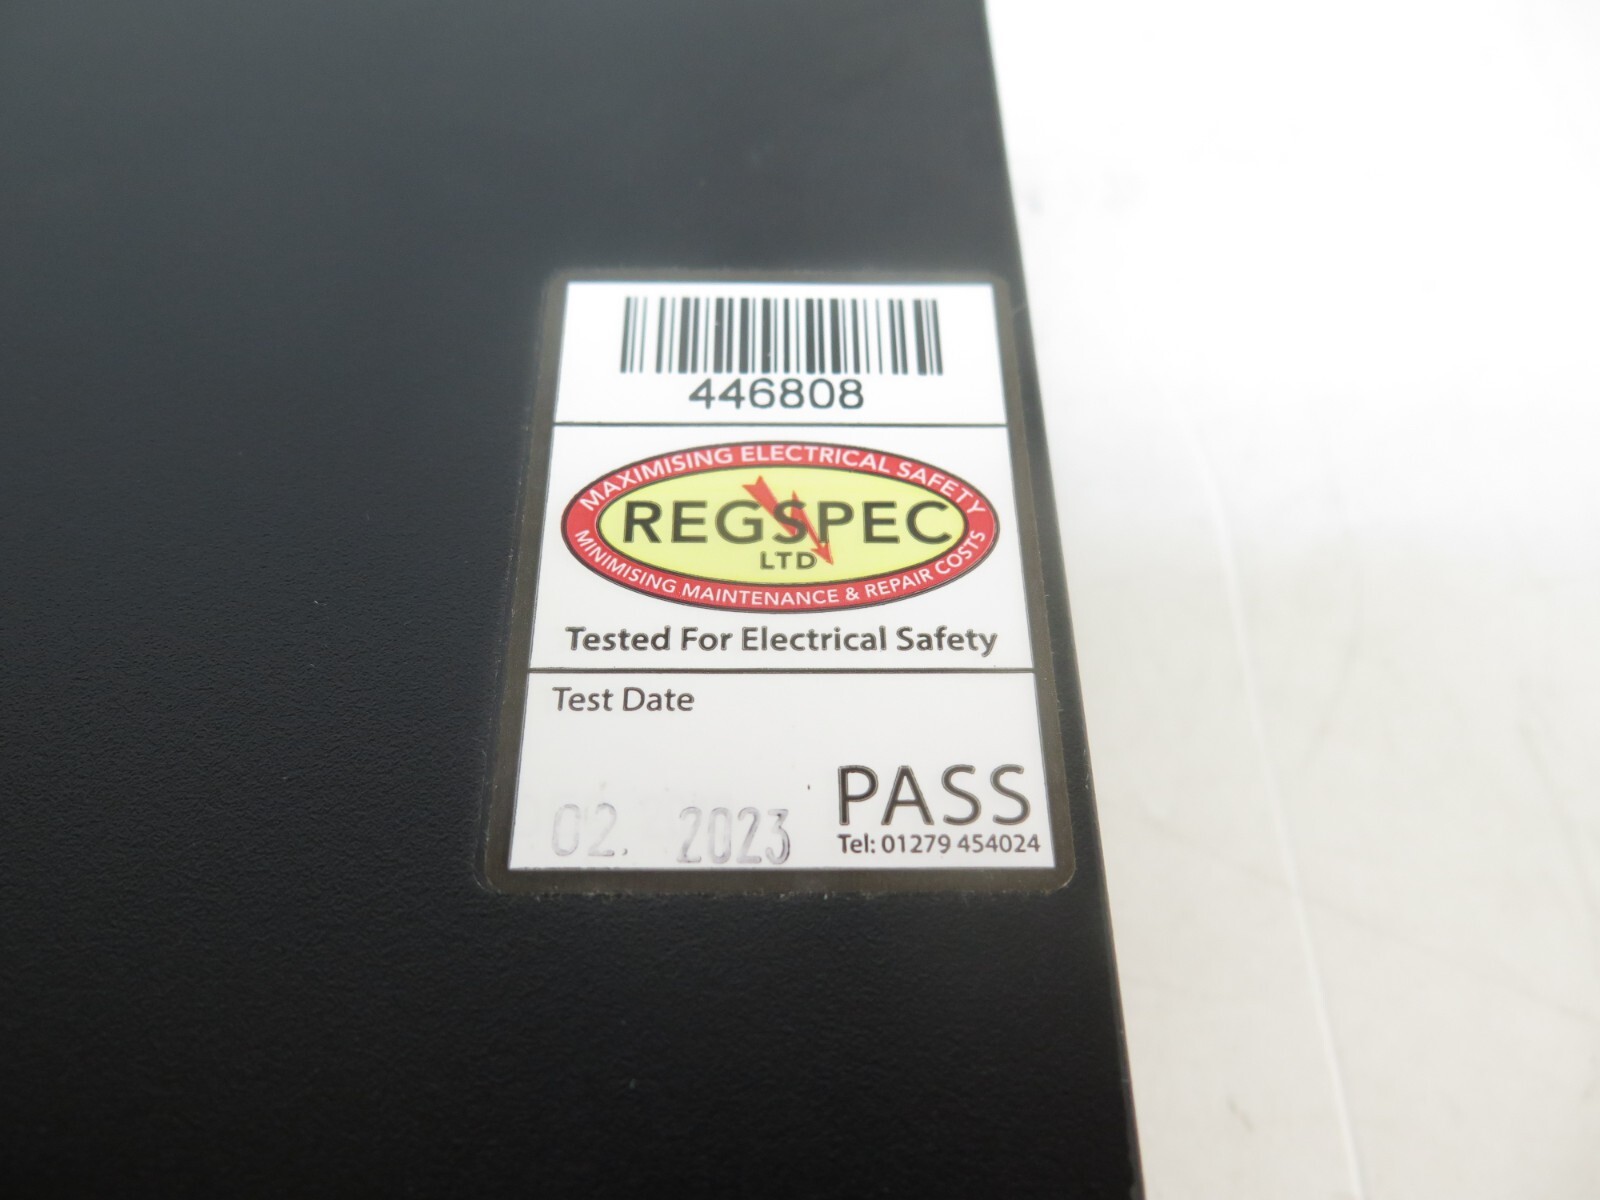 446808
MAXIMISING ELECTRICAL SAFETY
REGSPEC
LTD
MINIMISING MAINTENANCE & REPAIR COSTS
Tested For Electrical Safety
Test Date
02. 2023
PASS
Tel: 01279 454024